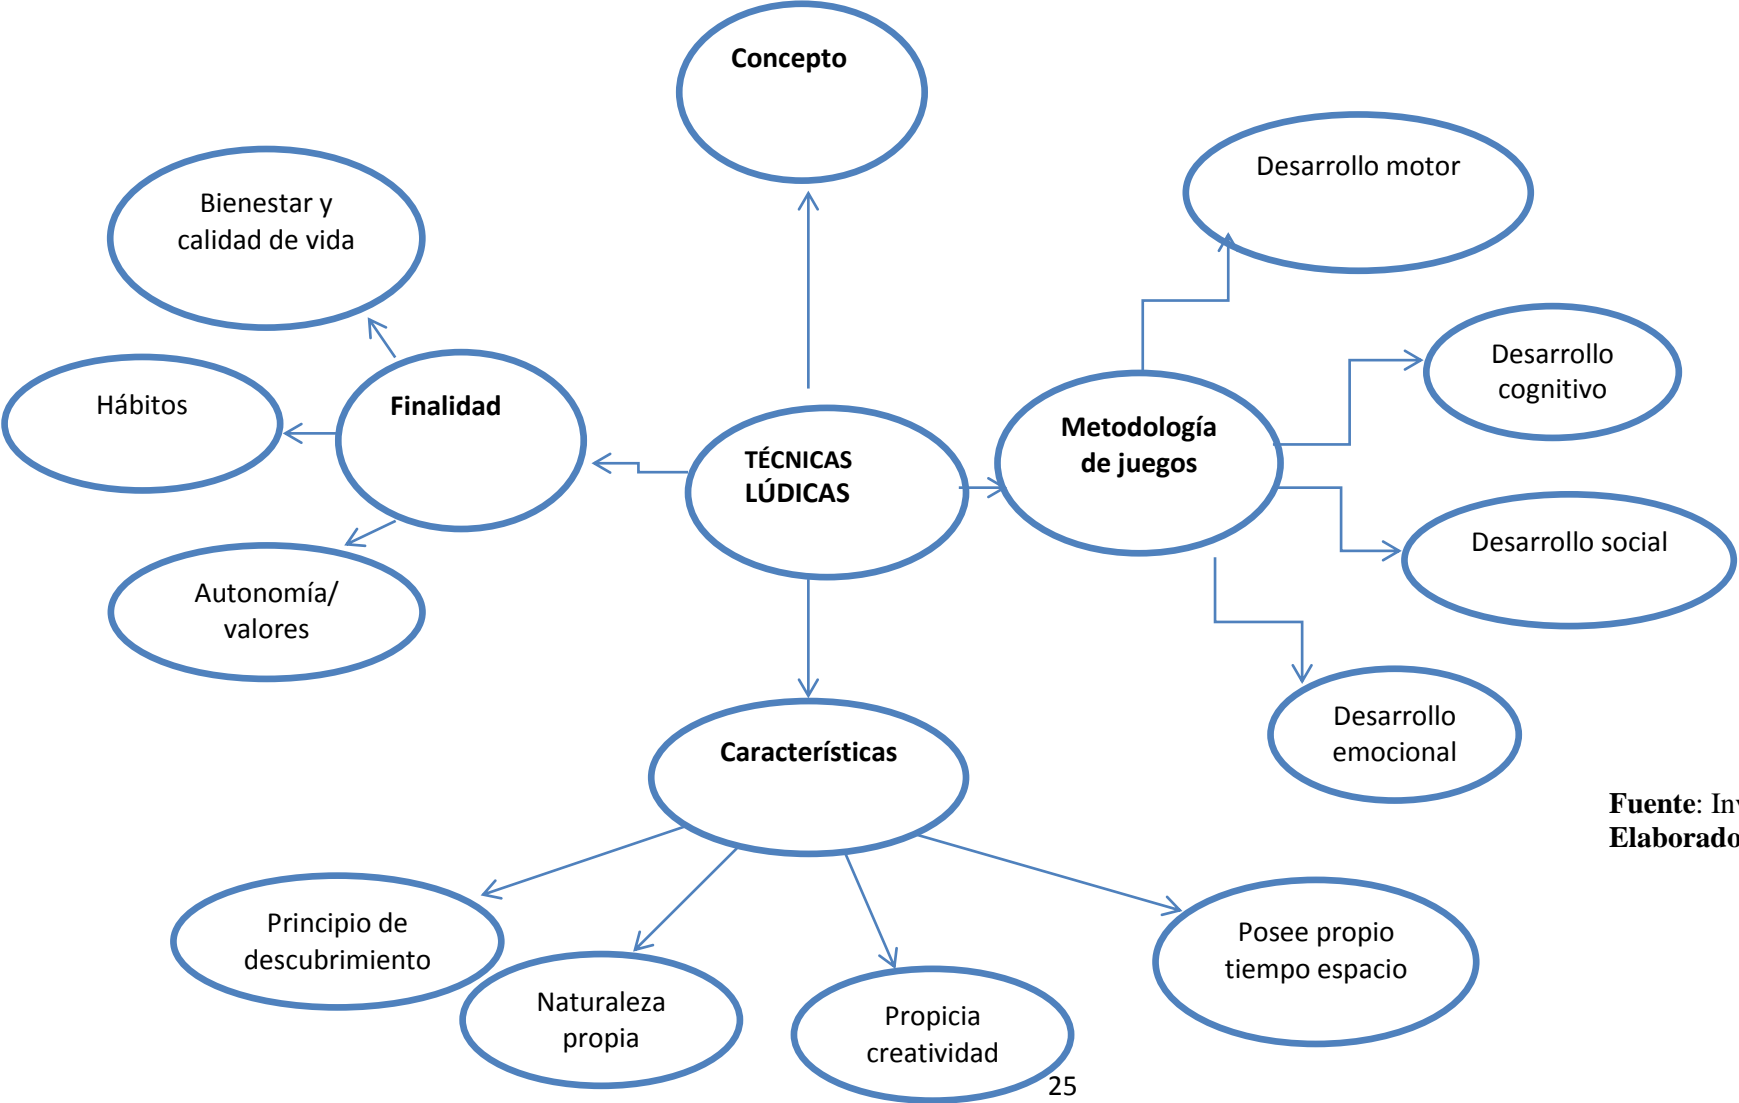 Concepto
Desarrollo motor
Bienestar y
calidad de vida
Desarrollo
cognitivo
Hábitos
Finalidad
Metodología
de juegos
TÉCNICAS
LÚDICAS
Desarrollo social
Autonomía/
valores
Desarrollo
emocional
Características
Fuente:
Elaborado
Principio de
descubrimiento
Naturaleza
propia
Propicia
creatividad
Posee propio
tiempo espacio
25